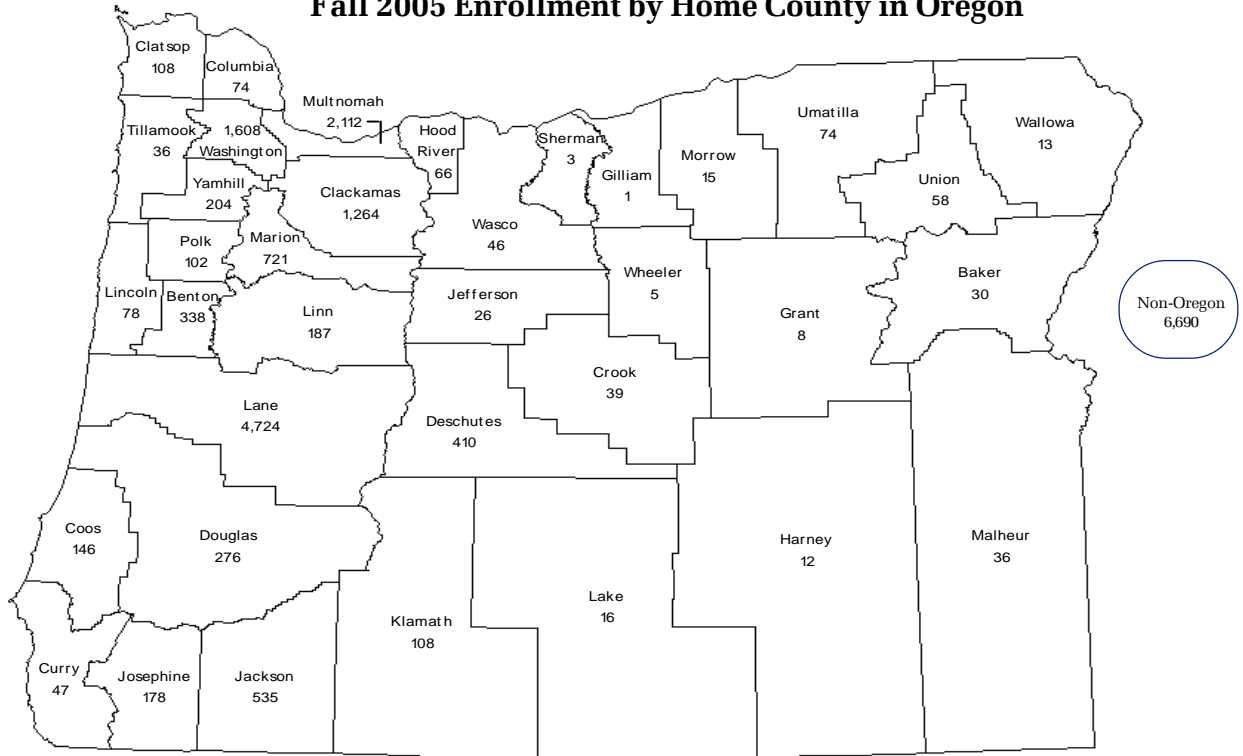 Fall 2005 Enrollment by Home County in Oregon
Clatsop
108
Columbia
74
Multnomah
2,112
Tillamook
36
1,608
Washington
Hood
River
66
Sherman
3
Gilliam
1
Morrow
15
Umatilla
74
Wallowa
13
Union
58
Yamhill
204
Clackamas
1,264
Wasco
46
Polk
102
Marion
721
Wheeler
5
Baker
30
Non-Oregon
6,690
Lincoln
78
Benton
338
Linn
187
Jefferson
26
Grant
8
Crook
39
Lane
4,724
Deschutes
410
Coos
146
Douglas
276
Harney
12
Malheur
36
Lake
16
Klamath
108
Curry
47
Josephine
178
Jackson
535